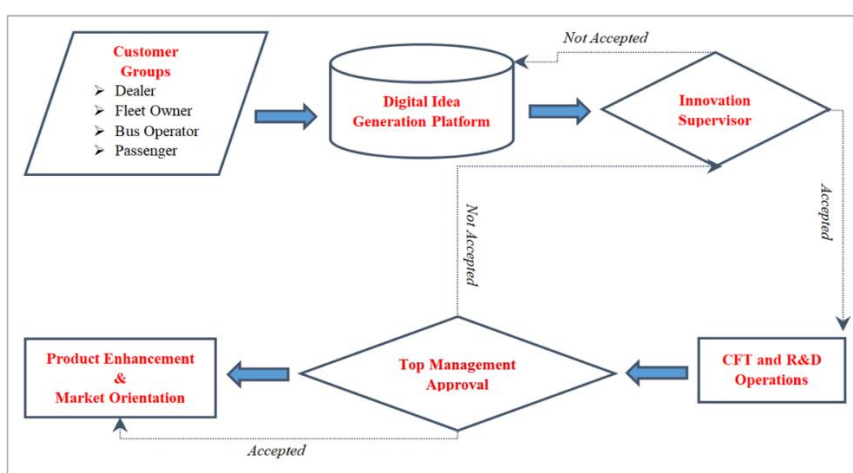 Customer
Groups
➢ Dealer
➢ Fleet Owner
➢ Bus Operator
➢ Passenger
Digital Idea
Generation Platform
Not Accepted
Innovation
Supervisor
Accepted
Not Accepted
CFT and R&D
Operations
Top Management
Approval
Product Enhancement
&
Market Orientation
Accepted